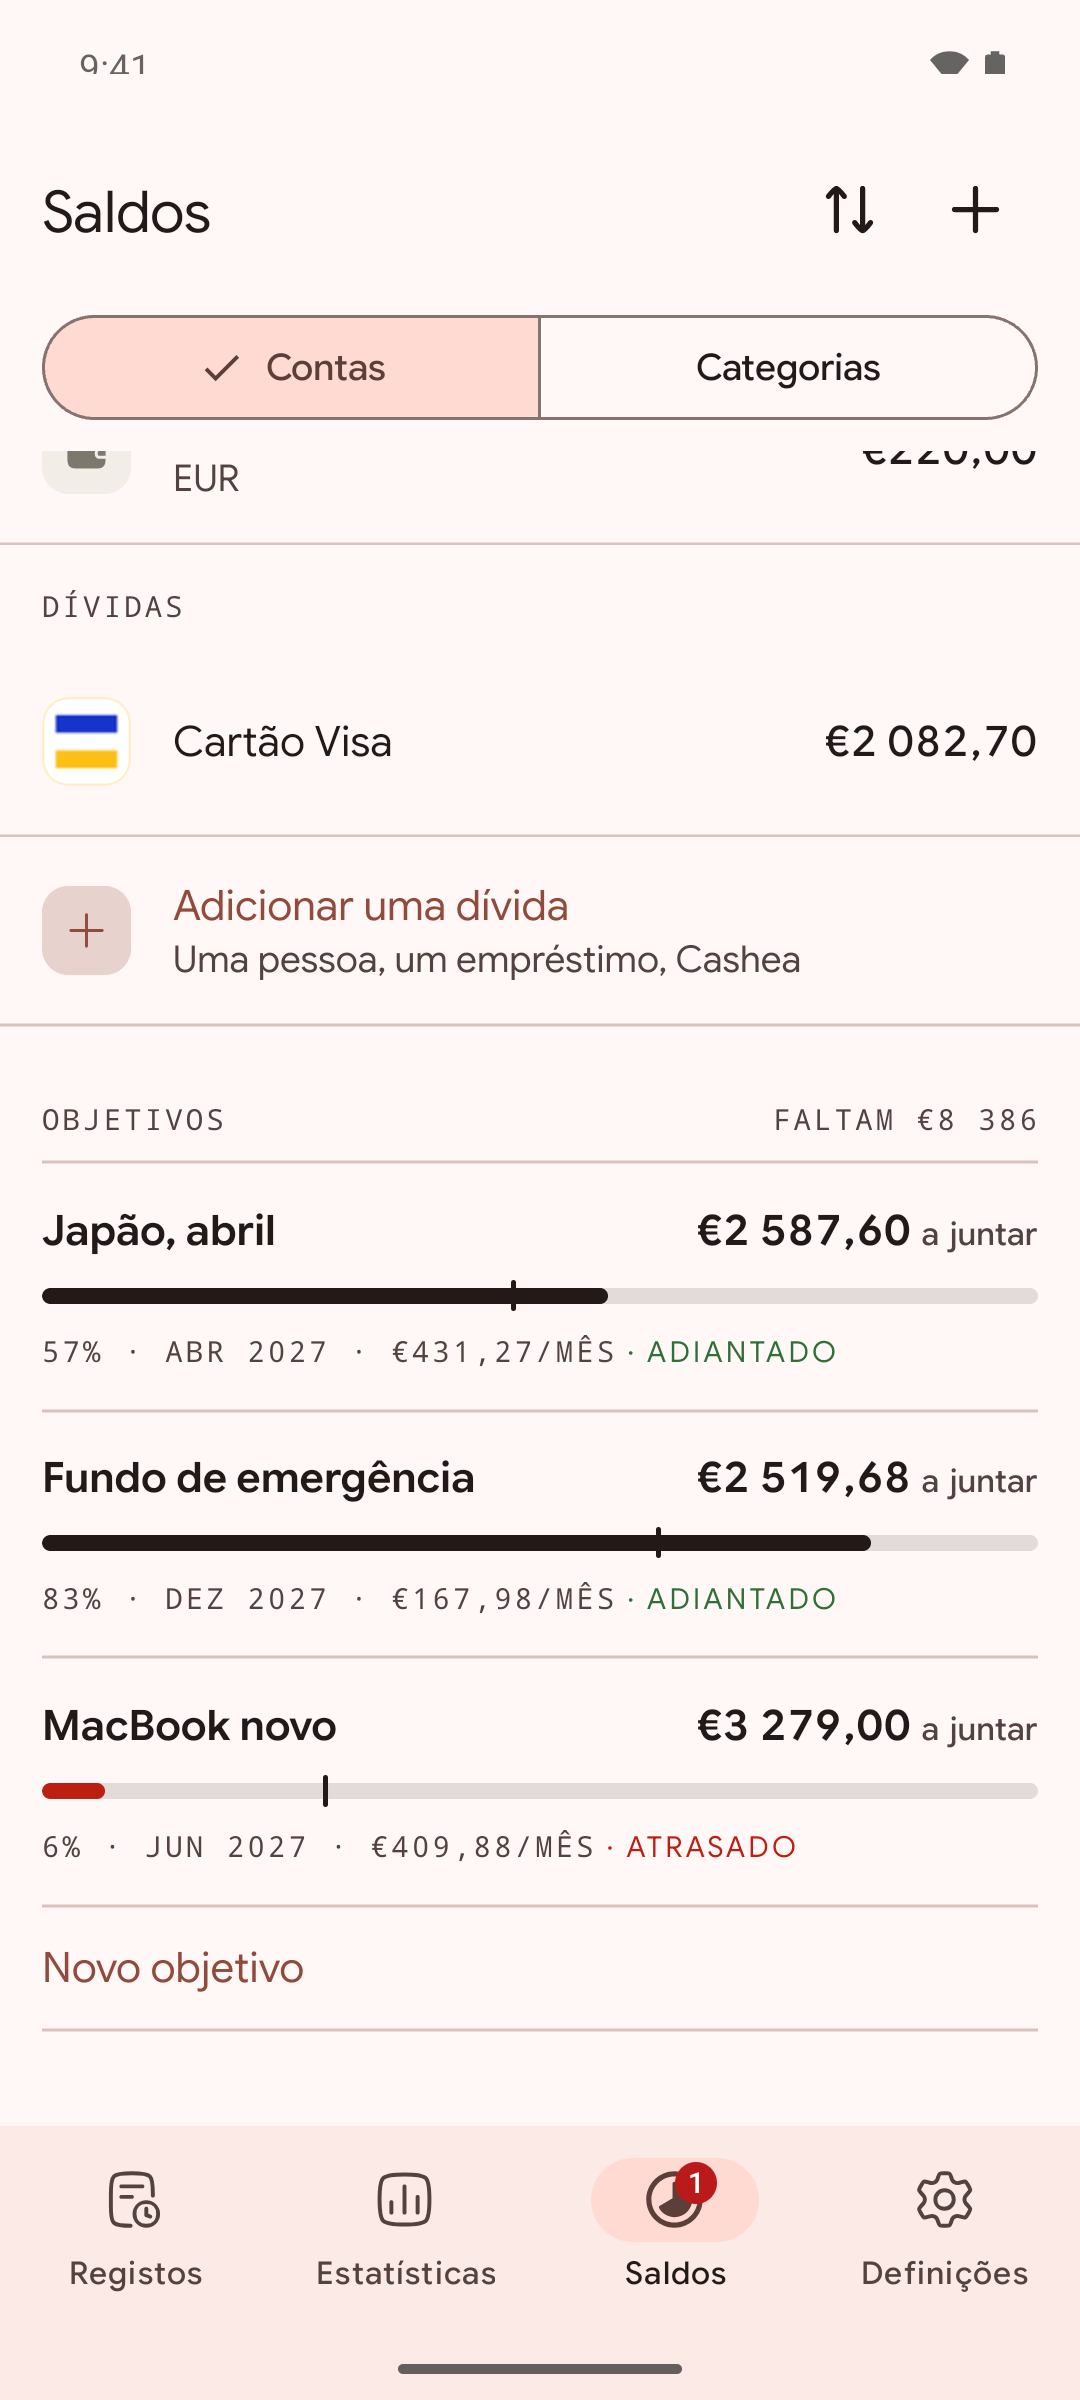 9:41
Saldos
Contas
Categorias
€220,00
EUR
DÍVIDAS
Cartão Visa
€2 082,70
Adicionar uma dívida
Uma pessoa, um empréstimo, Cashea
OBJETIVOS
FALTAM €8 386
Japão, abril
€2 587,60 a juntar
57% · ABR 2027 · €431,27/MÊS · ADIANTADO
Fundo de emergência
€2 519,68 a juntar
83% · DEZ 2027 · €167,98/MÊS · ADIANTADO
MacBook novo
€3 279,00 a juntar
6% · JUN 2027 · €409,88/MÊS · ATRASADO
Novo objetivo
1
Registos
Estatísticas
Saldos
Definições